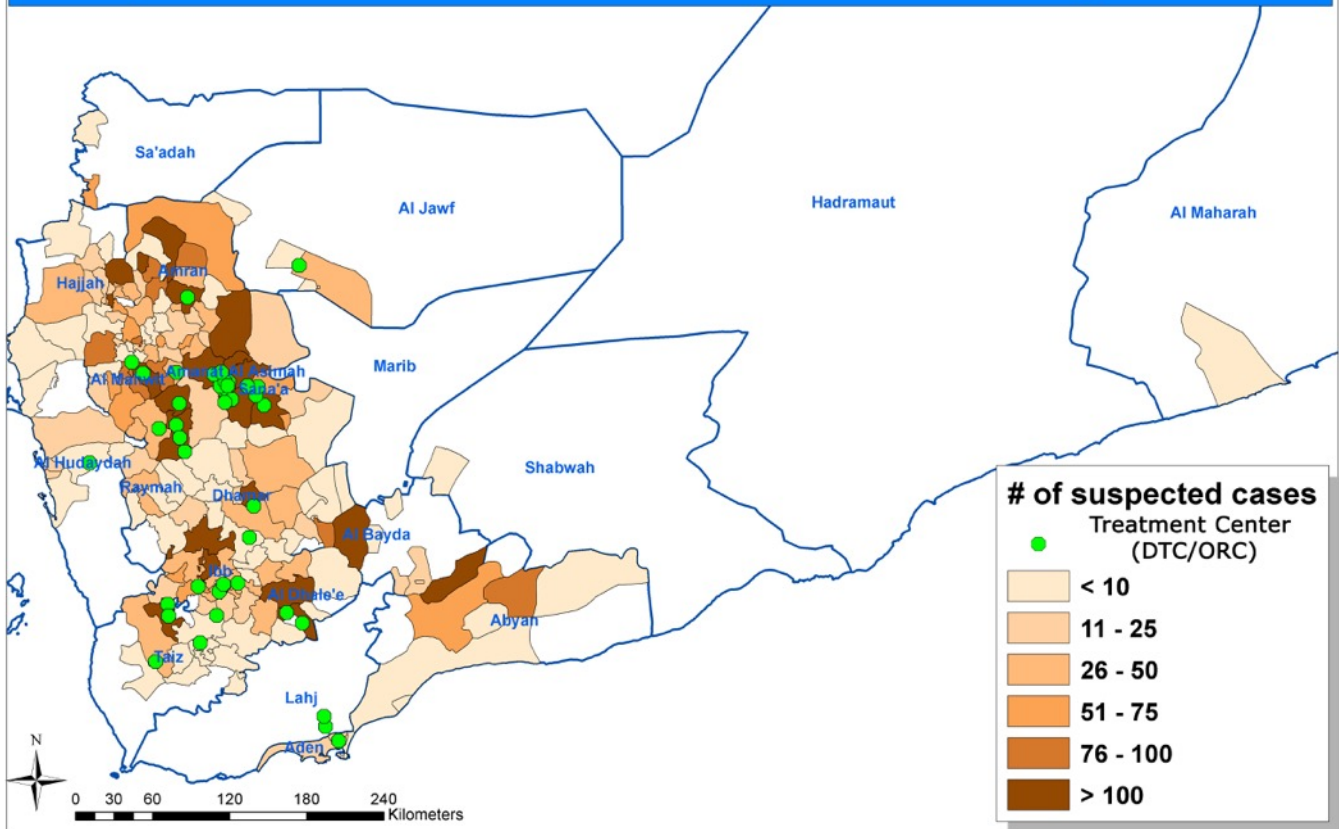 Sa'adah
Al Jawf
Hadramaut
Al Maharah
Hajjah
Amran
Marib
Amanat Al Asimah
Al Mahwit
Sana'a
Al Hudaydah
Raymah
Dhamar
Shabwah
Al Bayda
Ibb
Al Dhale'e
Abyan
Taiz
Lahj
Aden
# of suspected cases
Treatment Center
(DTC/ORC)
< 10
11 - 25
26 - 50
51 - 75
76 - 100
> 100
N
0 30 60 120 180 240
Kilometers